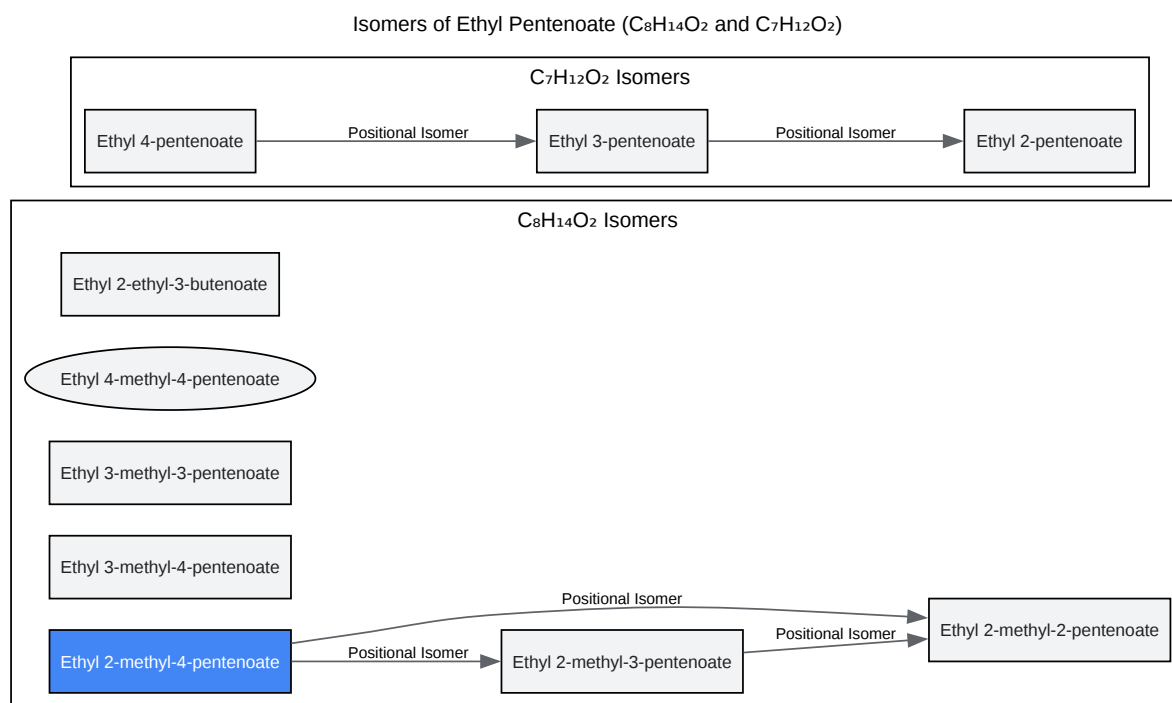 Isomers of Ethyl Pentenoate (C₈H₁₄O₂ and C₇H₁₂O₂)
C₇H₁₂O₂ Isomers
Ethyl 4-pentenoate
Positional Isomer
Ethyl 3-pentenoate
Positional Isomer
Ethyl 2-pentenoate
C₈H₁₄O₂ Isomers
Ethyl 2-ethyl-3-butenoate
Ethyl 4-methyl-4-pentenoate
Ethyl 3-methyl-3-pentenoate
Ethyl 3-methyl-4-pentenoate
Positional Isomer
Ethyl 2-methyl-4-pentenoate
Positional Isomer
Ethyl 2-methyl-3-pentenoate
Positional Isomer
Ethyl 2-methyl-2-pentenoate